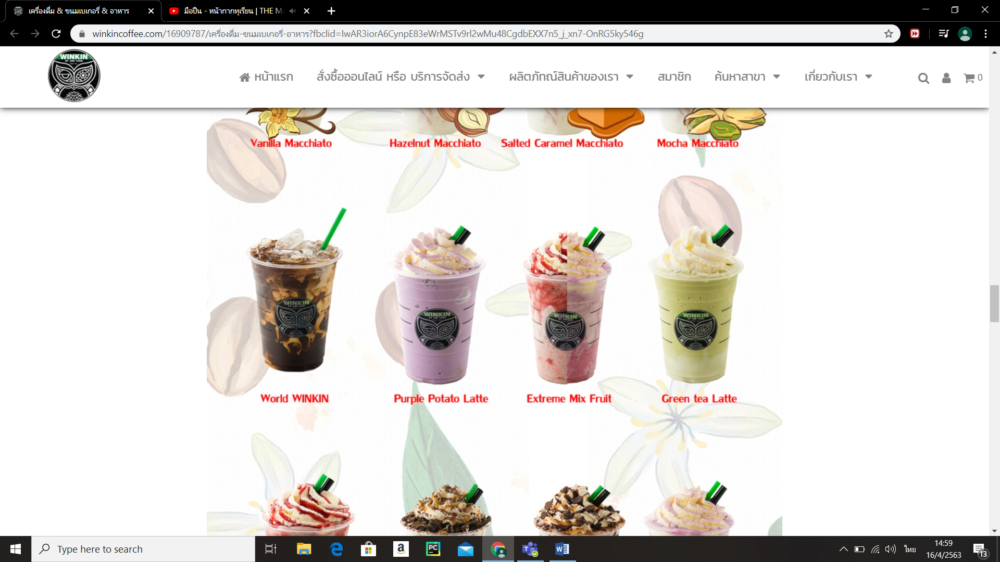 เครื่องดื่ม & ขนมเบเกอรี่ & อาหาร
มือปืน - หน้ากากทุเรียน | THE M
winkincoffee.com/16909787/เครื่องดื่ม-ขนมเบเกอรี่-อาหาร?fbclid=IwAR3iorA6CynpE83eWrMSTv9rl2wMu48CgdbEXX7n5_j_xn7-OnRG5ky546g
WINKIN
BY GIRI YONG
หน้าแรก
สั่งซื้อออนไลน์ หรือ บริการจัดส่ง
ผลิตภัทณ์สินค้าของเรา
สมาชิก
ค้นหาสาขา
เกี่ยวกับเรา
0
Vanilla Macchiato
Hazelnut Macchiato
Salted Caramel Macchiato
Mocha Macchiato
WINKIN
WINKIN
WINKIN
WINKIN
World WINKIN
Purple Potato Latte
Extreme Mix Fruit
Green tea Latte
Type here to search
a
PC
W
ไทย
14:59
16/4/2563
13